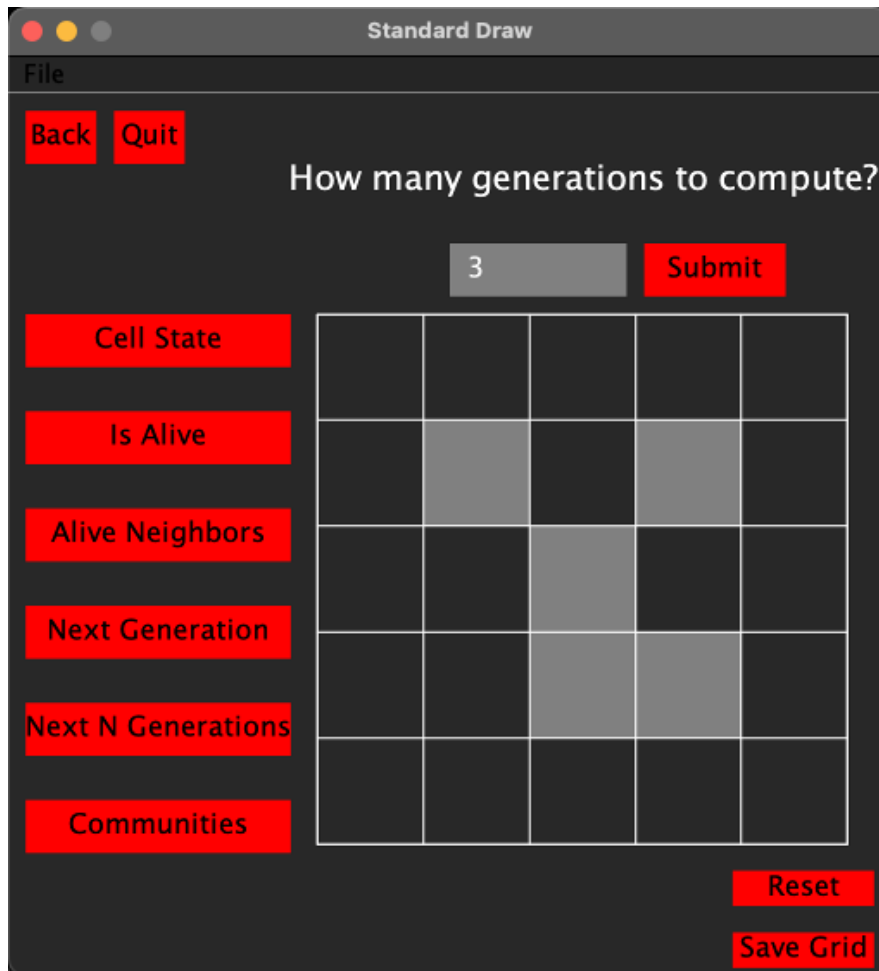 Standard Draw
File
Back Quit
How many generations to compute?
3 Submit
Cell State
Is Alive
Alive Neighbors
Next Generation
Next N Generations
Communities
Reset
Save Grid